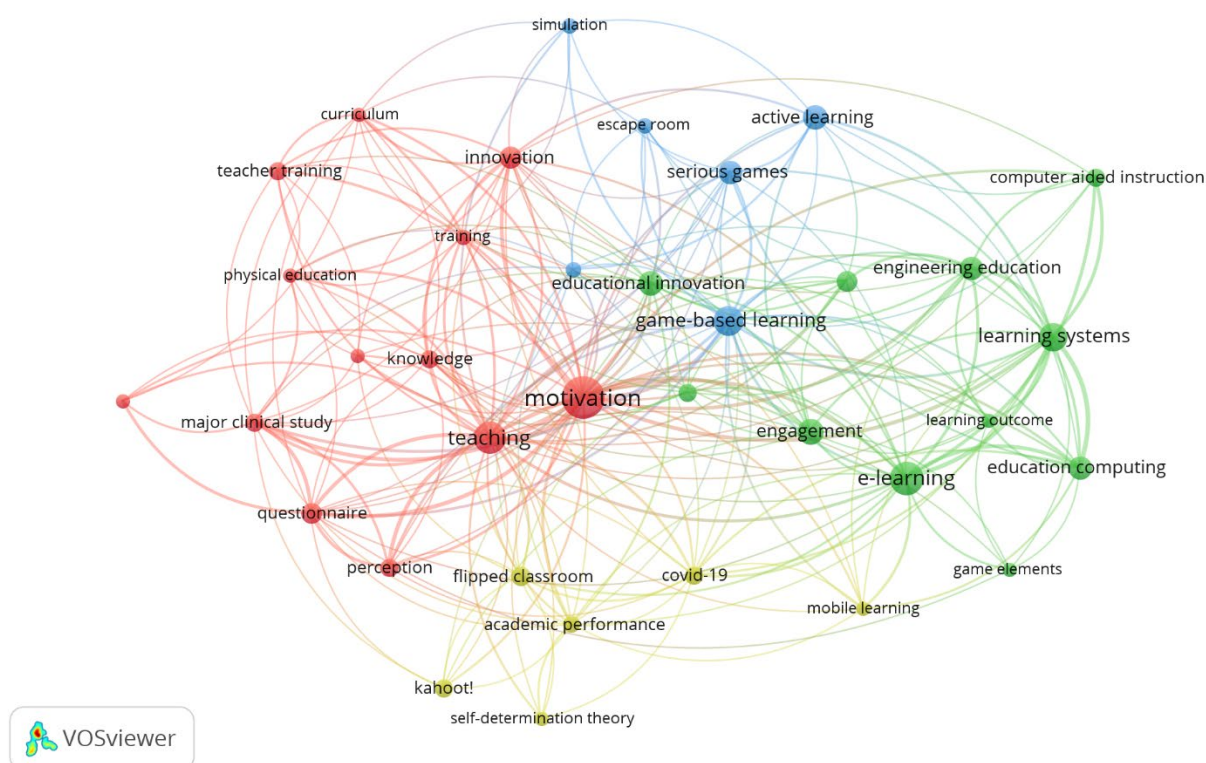 simulation
curriculum
escape room
active learning
innovation
teacher training
serious games
computer aided instruction
training
physical education
educational innovation
engineering education
game-based learning
learning systems
knowledge
motivation
major clinical study
teaching
engagement
learning outcome
e-learning
education computing
questionnaire
perception
flipped classroom
covid-19
game elements
mobile learning
academic performance
kahoot!
self-determination theory
VOSviewer